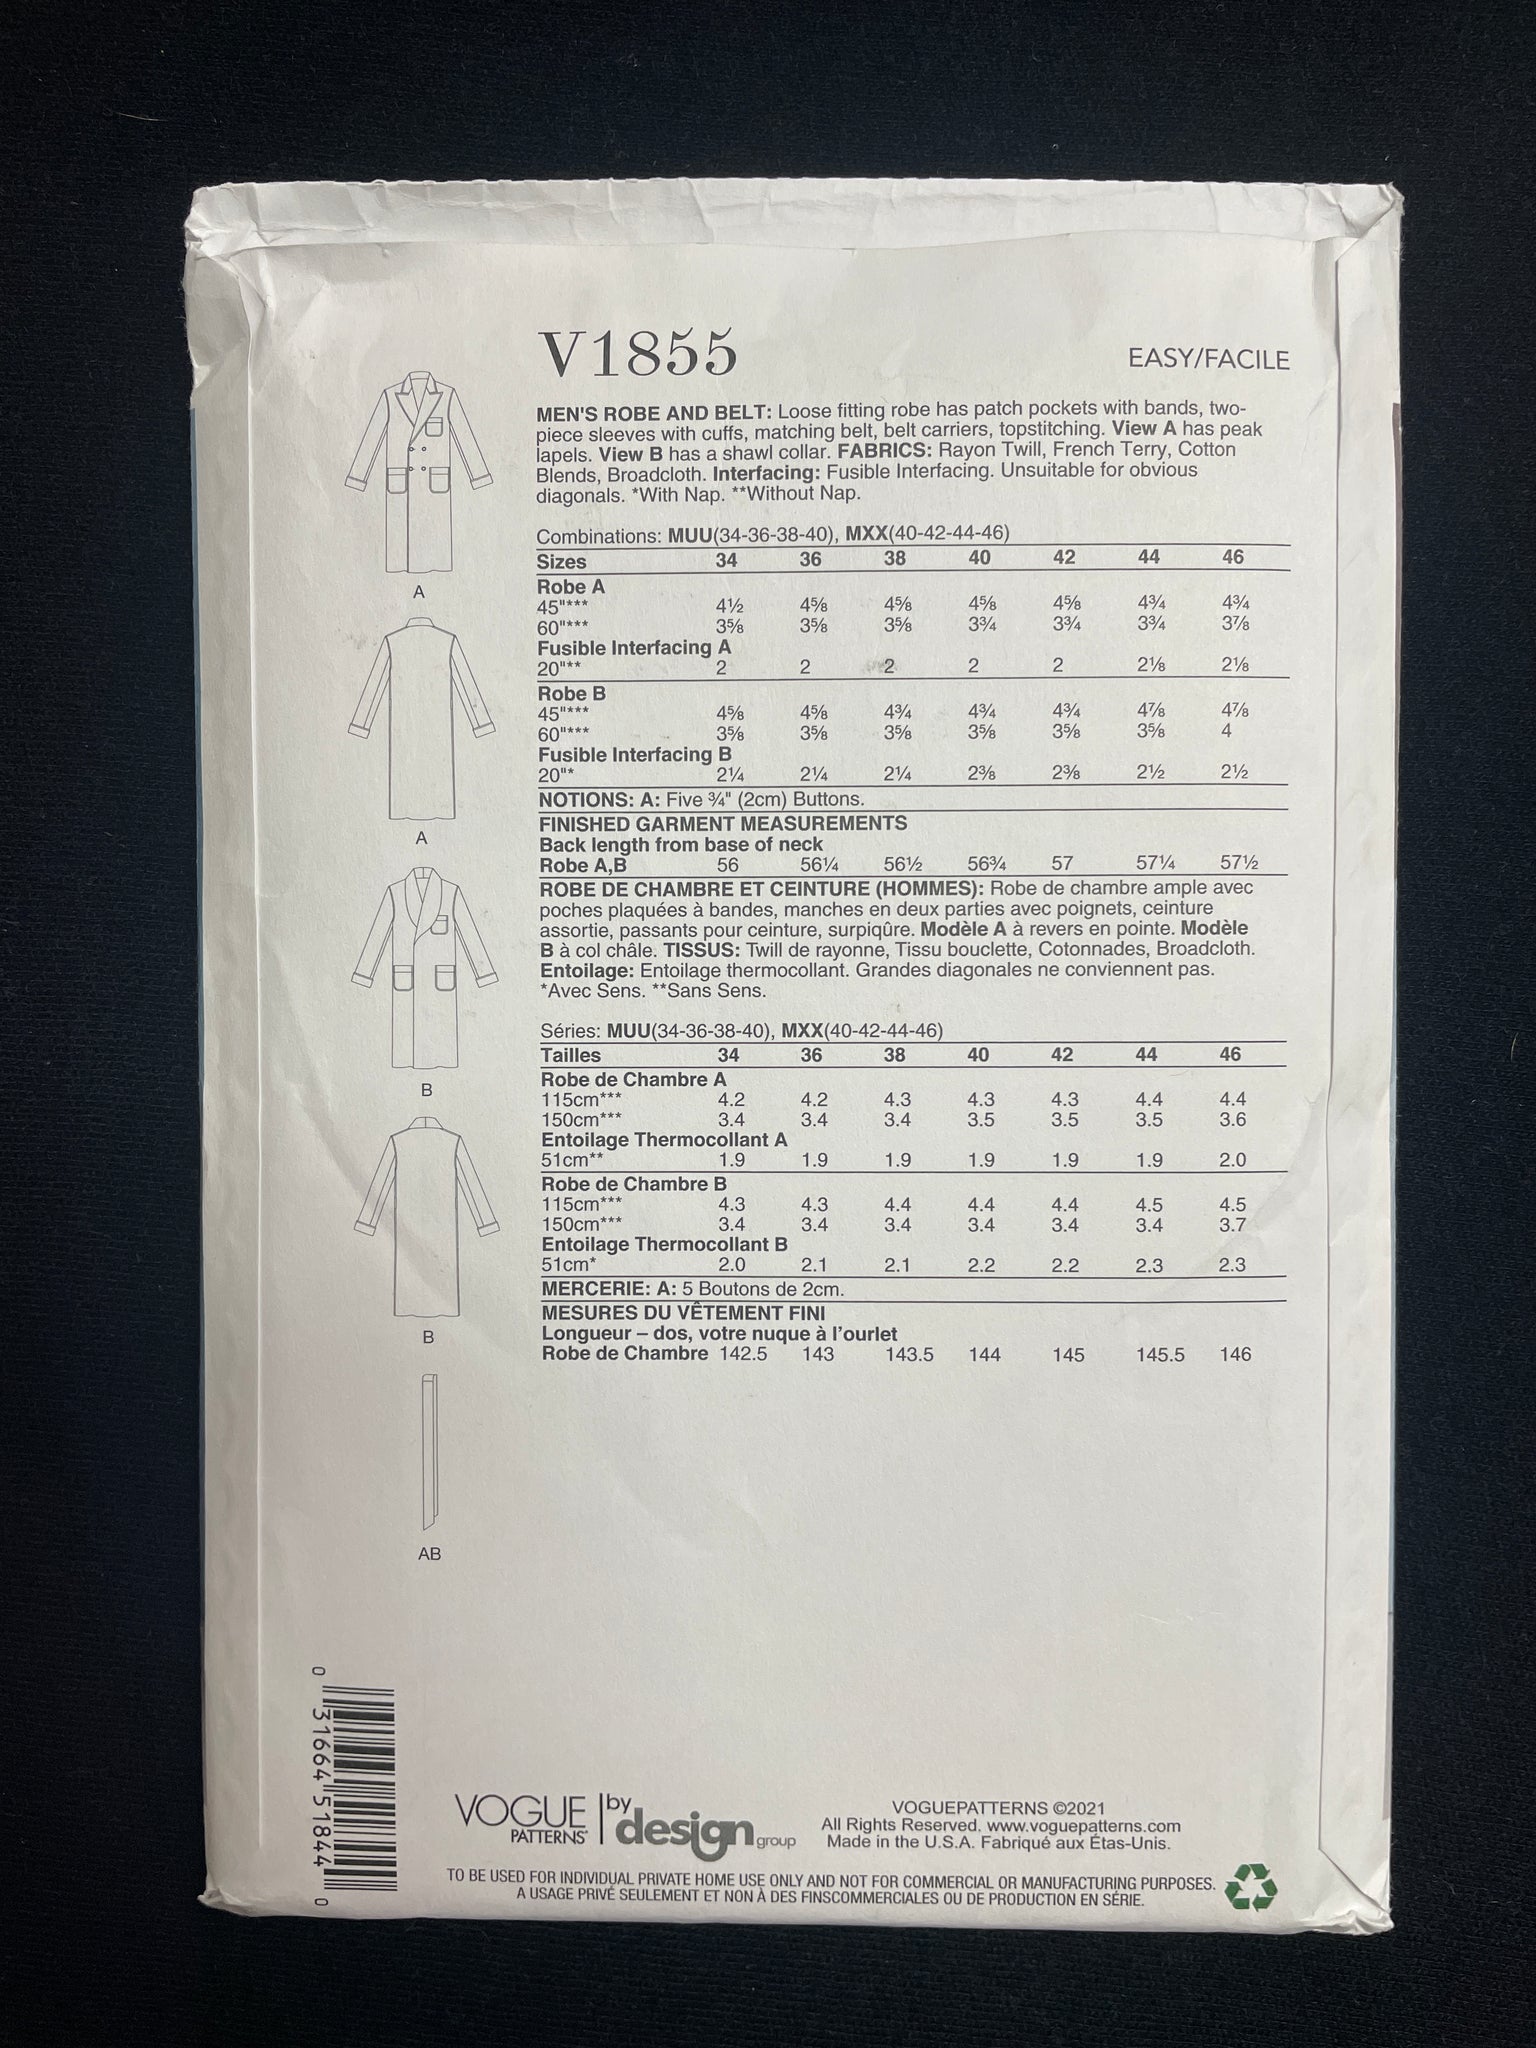 V1855
EASY/FACILE
MEN'S ROBE AND BELT: Loose fitting robe has patch pockets with bands, two-
piece sleeves with cuffs, matching belt, belt carriers, topstitching. View A has peak
lapels. View B has a shawl collar. FABRICS: Rayon Twill, French Terry, Cotton
Blends, Broadcloth. Interfacing: Fusible Interfacing. Unsuitable for obvious
diagonals. *With Nap. **Without Nap.
Combinations: MUU(34-36-38-40), MXX(40-42-44-46)
Sizes 34 36 38 40 42 44 46
Robe A
45"*** 4½ 4⅝ 4⅝ 4⅝ 4⅝ 4¾ 4¾
60"*** 3⅝ 3⅝ 3⅝ 3¾ 3¾ 3¾ 3⅞
Fusible Interfacing A
20"** 2 2 2 2 2 2⅛ 2⅛
Robe B
45"*** 4⅝ 4⅝ 4¾ 4¾ 4¾ 4⅞ 4⅞
60"*** 3⅝ 3⅝ 3⅝ 3⅝ 3⅝ 3⅝ 4
Fusible Interfacing B
20"* 2¼ 2¼ 2¼ 2⅜ 2⅜ 2½ 2½
NOTIONS: A: Five ¾" (2cm) Buttons.
FINISHED GARMENT MEASUREMENTS
Back length from base of neck
Robe A,B 56 56¼ 56½ 56¾ 57 57¼ 57½
ROBE DE CHAMBRE ET CEINTURE (HOMMES): Robe de chambre ample avec
poches plaquées à bandes, manches en deux parties avec poignets, ceinture
assortie, passants pour ceinture, surpiqûre. Modèle A à revers en pointe. Modèle
B à col châle. TISSUS: Twill de rayonne, Tissu bouclette, Cotonnades, Broadcloth.
Entoilage: Entoilage thermocollant. Grandes diagonales ne conviennent pas.
*Avec Sens. **Sans Sens.
Séries: MUU(34-36-38-40), MXX(40-42-44-46)
Tailles 34 36 38 40 42 44 46
Robe de Chambre A
115cm*** 4.2 4.2 4.3 4.3 4.3 4.4 4.4
150cm*** 3.4 3.4 3.4 3.5 3.5 3.5 3.6
Entoilage Thermocollant A
51cm** 1.9 1.9 1.9 1.9 1.9 1.9 2.0
Robe de Chambre B
115cm*** 4.3 4.3 4.4 4.4 4.4 4.5 4.5
150cm*** 3.4 3.4 3.4 3.4 3.4 3.4 3.7
Entoilage Thermocollant B
51cm* 2.0 2.1 2.1 2.2 2.2 2.3 2.3
MERCERIE: A: 5 Boutons de 2cm.
MESURES DU VÊTEMENT FINI
Longueur – dos, votre nuque à l'ourlet
Robe de Chambre 142.5 143 143.5 144 145 145.5 146
A
A
B
B
AB
0 31664 51844 0
VOGUE PATTERNS by design group
VOGUEPATTERNS ©2021
All Rights Reserved. www.voguepatterns.com
Made in the U.S.A. Fabriqué aux États-Unis.
TO BE USED FOR INDIVIDUAL PRIVATE HOME USE ONLY AND NOT FOR COMMERCIAL OR MANUFACTURING PURPOSES.
A USAGE PRIVÉ SEULEMENT ET NON À DES FINSCOMMERCIALES OU DE PRODUCTION EN SÉRIE.